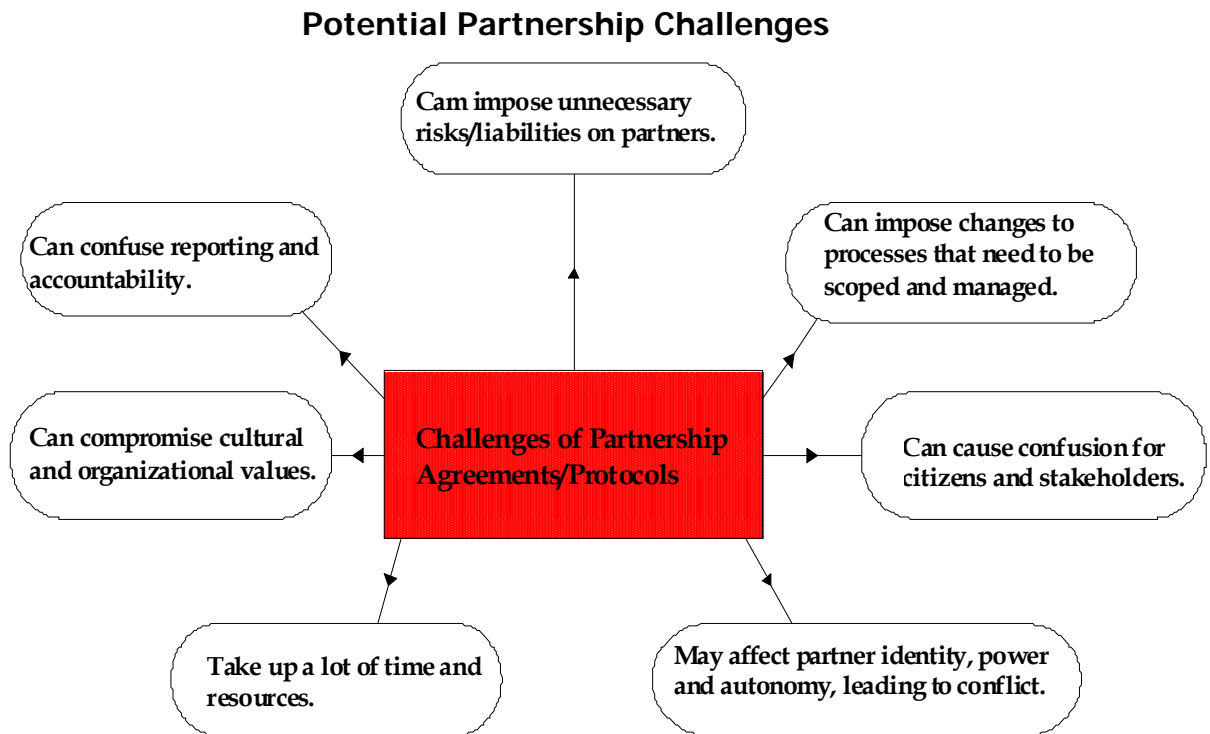 Potential Partnership Challenges
Cam impose unnecessary
risks/liabilities on partners.
Can confuse reporting and
accountability.
Can impose changes to
processes that need to be
scoped and managed.
Can compromise cultural
and organizational values.
Challenges of Partnership
Agreements/Protocols
Can cause confusion for
citizens and stakeholders.
Take up a lot of time and
resources.
May affect partner identity, power
and autonomy, leading to conflict.